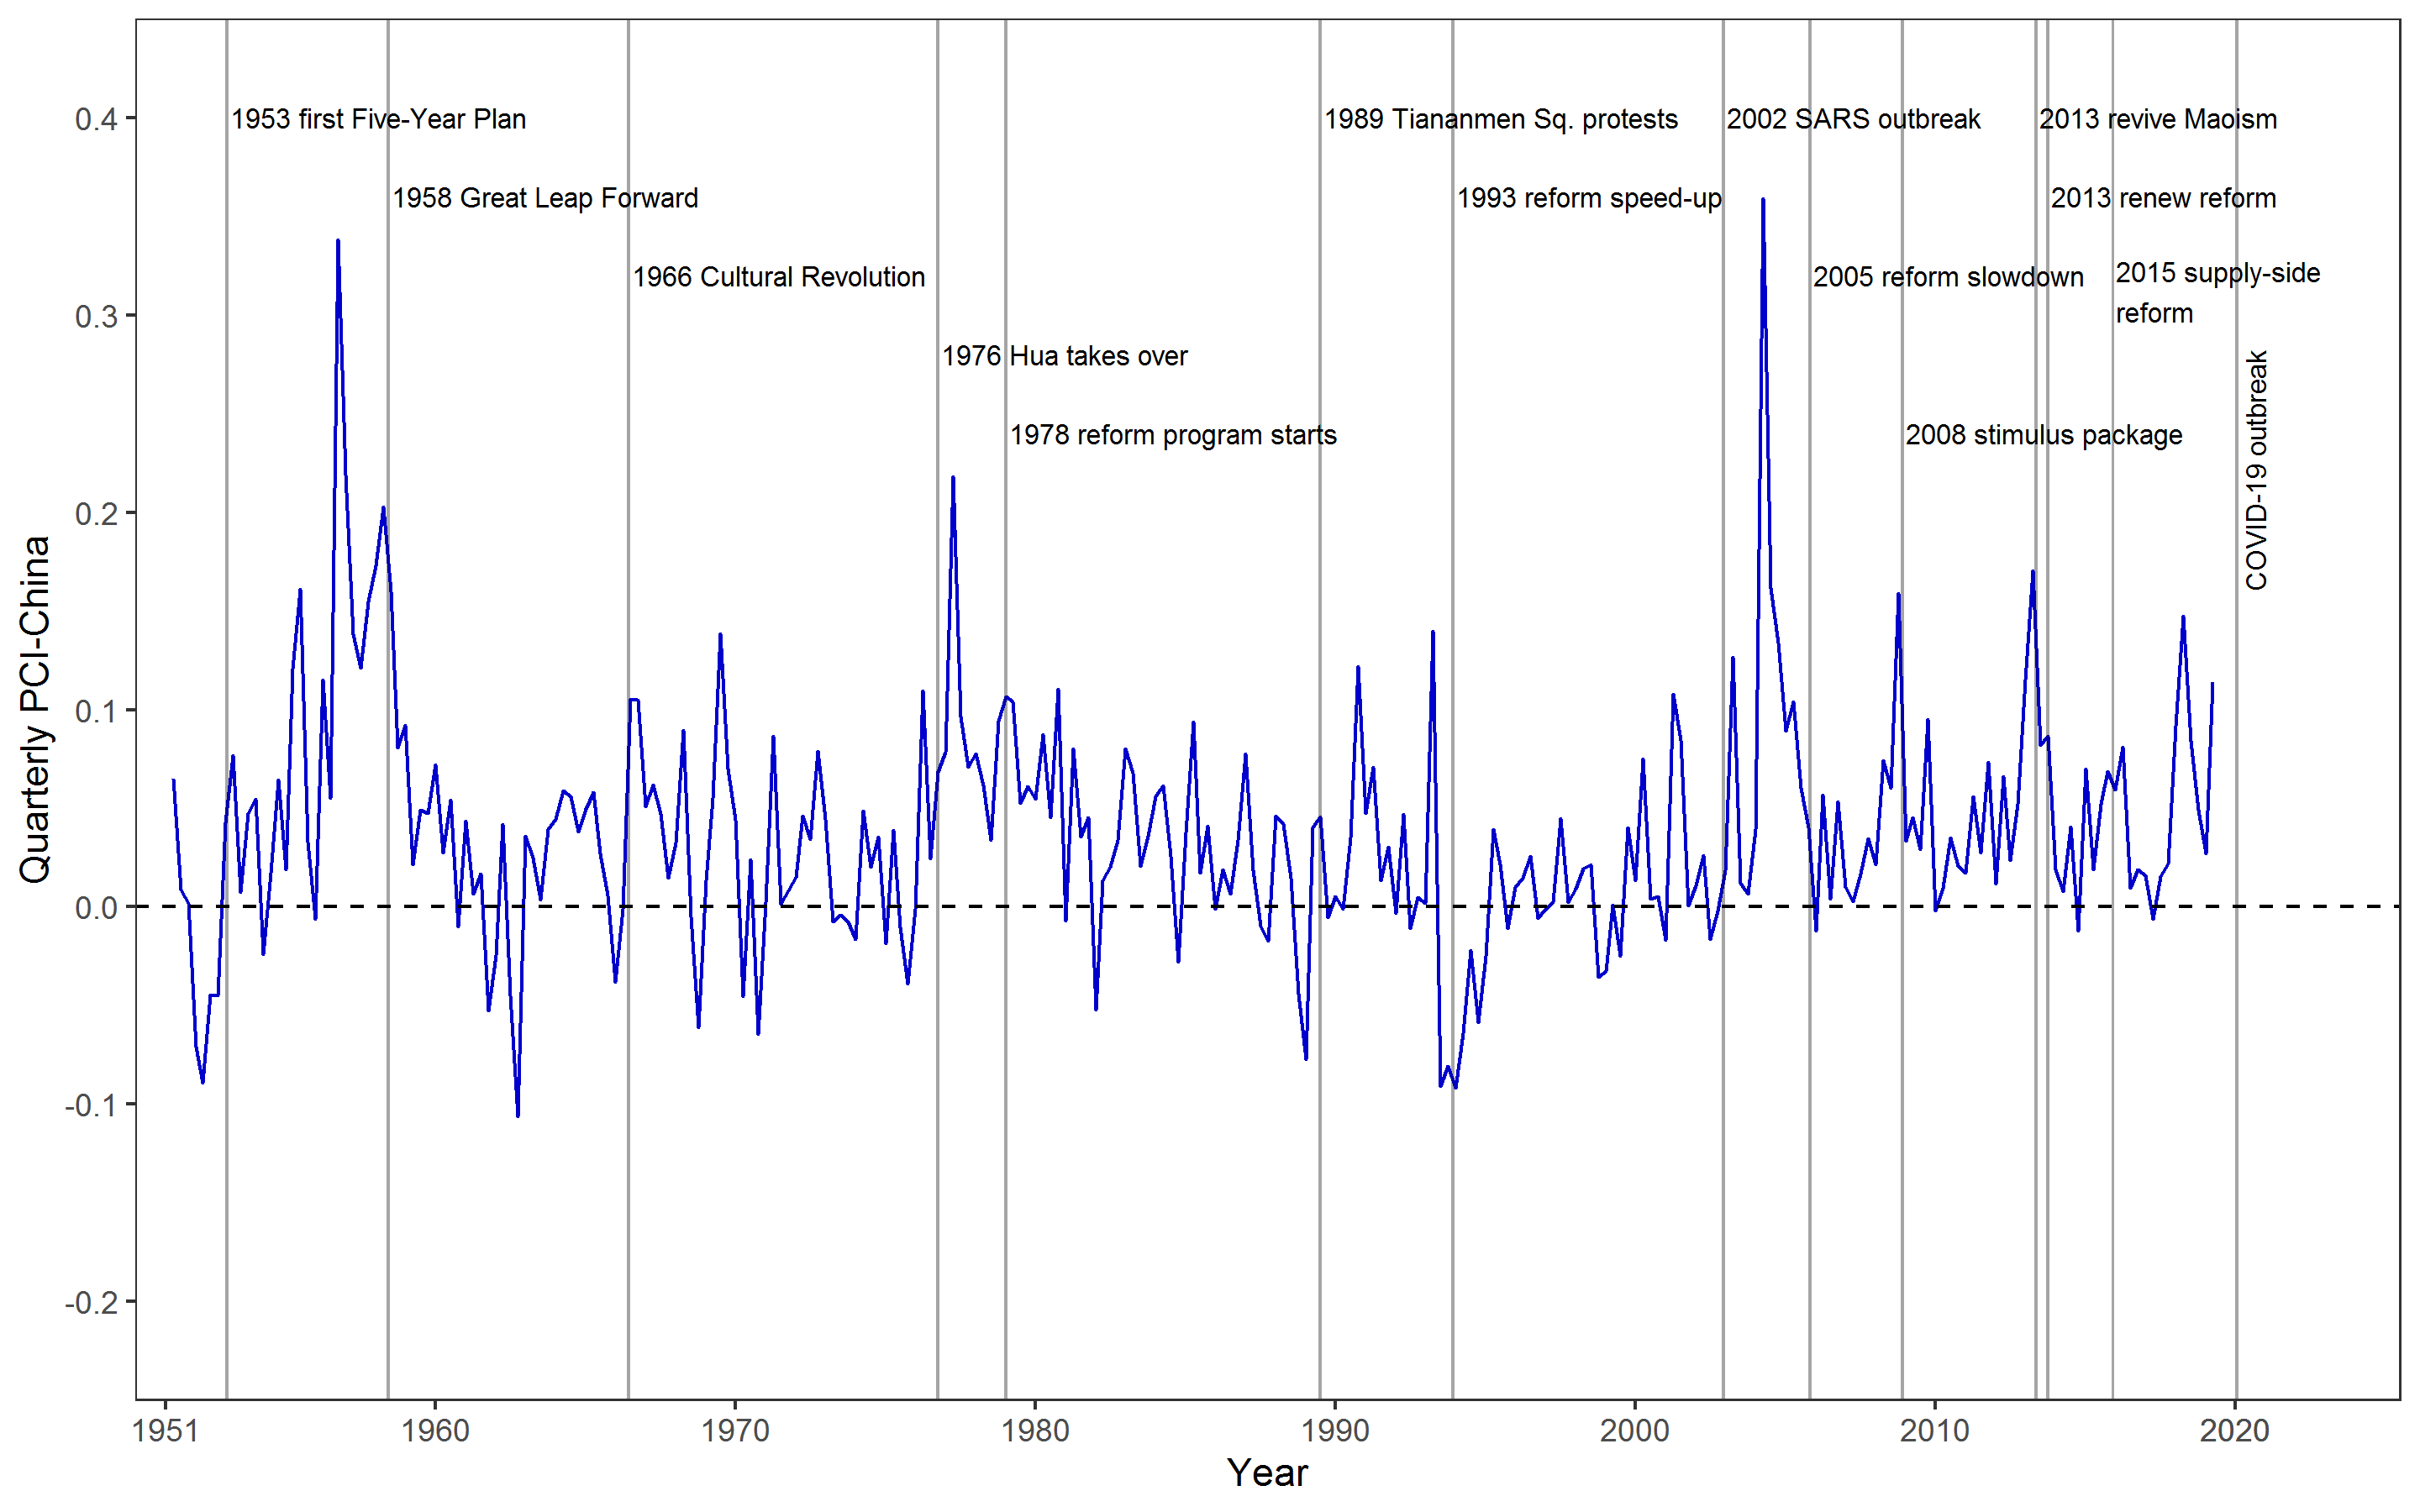 0.4
0.3
0.2
0.1
0.0
-0.1
-0.2
Quarterly PCI-China
1953 first Five-Year Plan
1958 Great Leap Forward
1966 Cultural Revolution
1976 Hua takes over
1978 reform program starts
1989 Tiananmen Sq. protests
1993 reform speed-up
2002 SARS outbreak
2005 reform slowdown
2008 stimulus package
2013 revive Maoism
2013 renew reform
2015 supply-side
reform
COVID-19 outbreak
1951 1960 1970 1980 1990 2000 2010 2020
Year